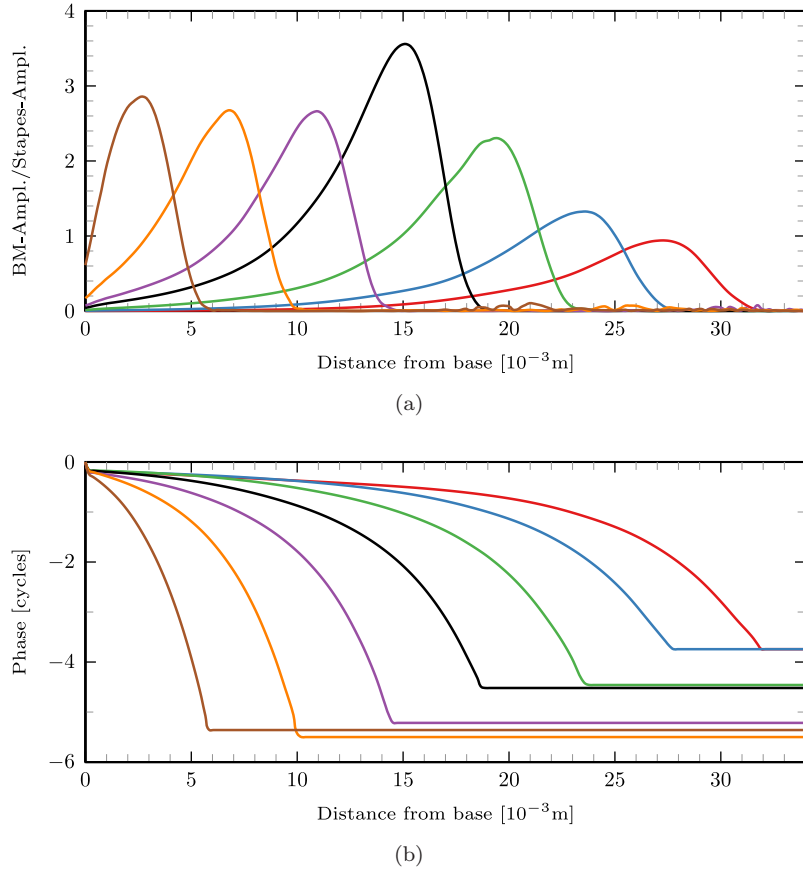 4
3
2
1
0
BM-Ampl./Stapes-Ampl.
0 5 10 15 20 25 30
Distance from base [10⁻³m]
(a)
0
−2
−4
−6
Phase [cycles]
0 5 10 15 20 25 30
Distance from base [10⁻³m]
(b)